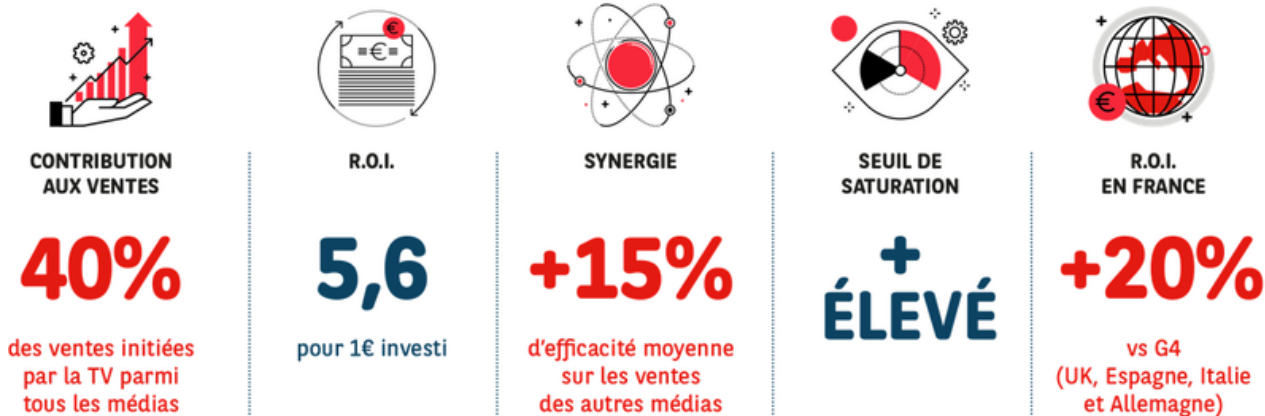 CONTRIBUTION
AUX VENTES
40%
des ventes initiées
par la TV parmi
tous les médias
€
=€=
R.O.I.
5,6
pour 1€ investi
SYNERGIE
+15%
d'efficacité moyenne
sur les ventes
des autres médias
SEUIL DE
SATURATION
+
ÉLEVÉ
€
R.O.I.
EN FRANCE
+20%
vs G4
(UK, Espagne, Italie
et Allemagne)